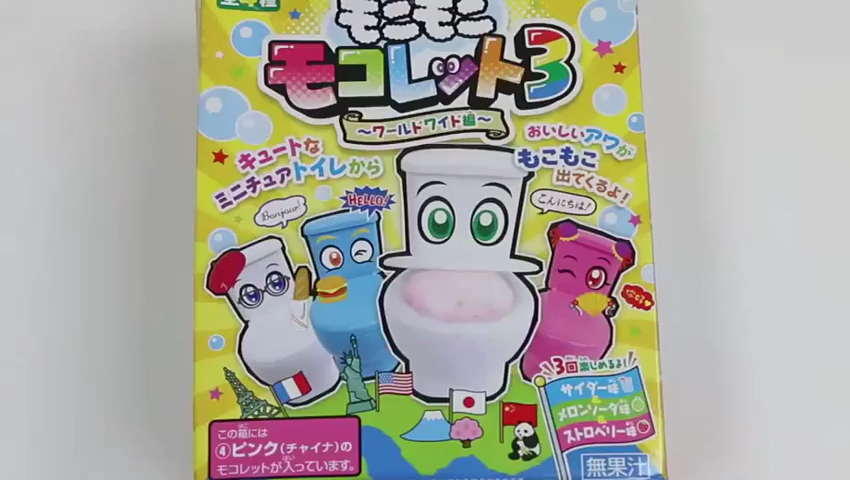 全4種
もこもこ
モコレット3
～ワールドワイド編～
キュートな
ミニチュアトイレから
おいしいアワが
もこもこ
出てくるよ!
Bonjour!
HELLO!
こんにちは!
3回楽しめるよ!
サイダー味
&
メロンソーダ味
&
ストロベリー味
この箱には
④ピンク(チャイナ)の
モコレットが入っています。
無果汁